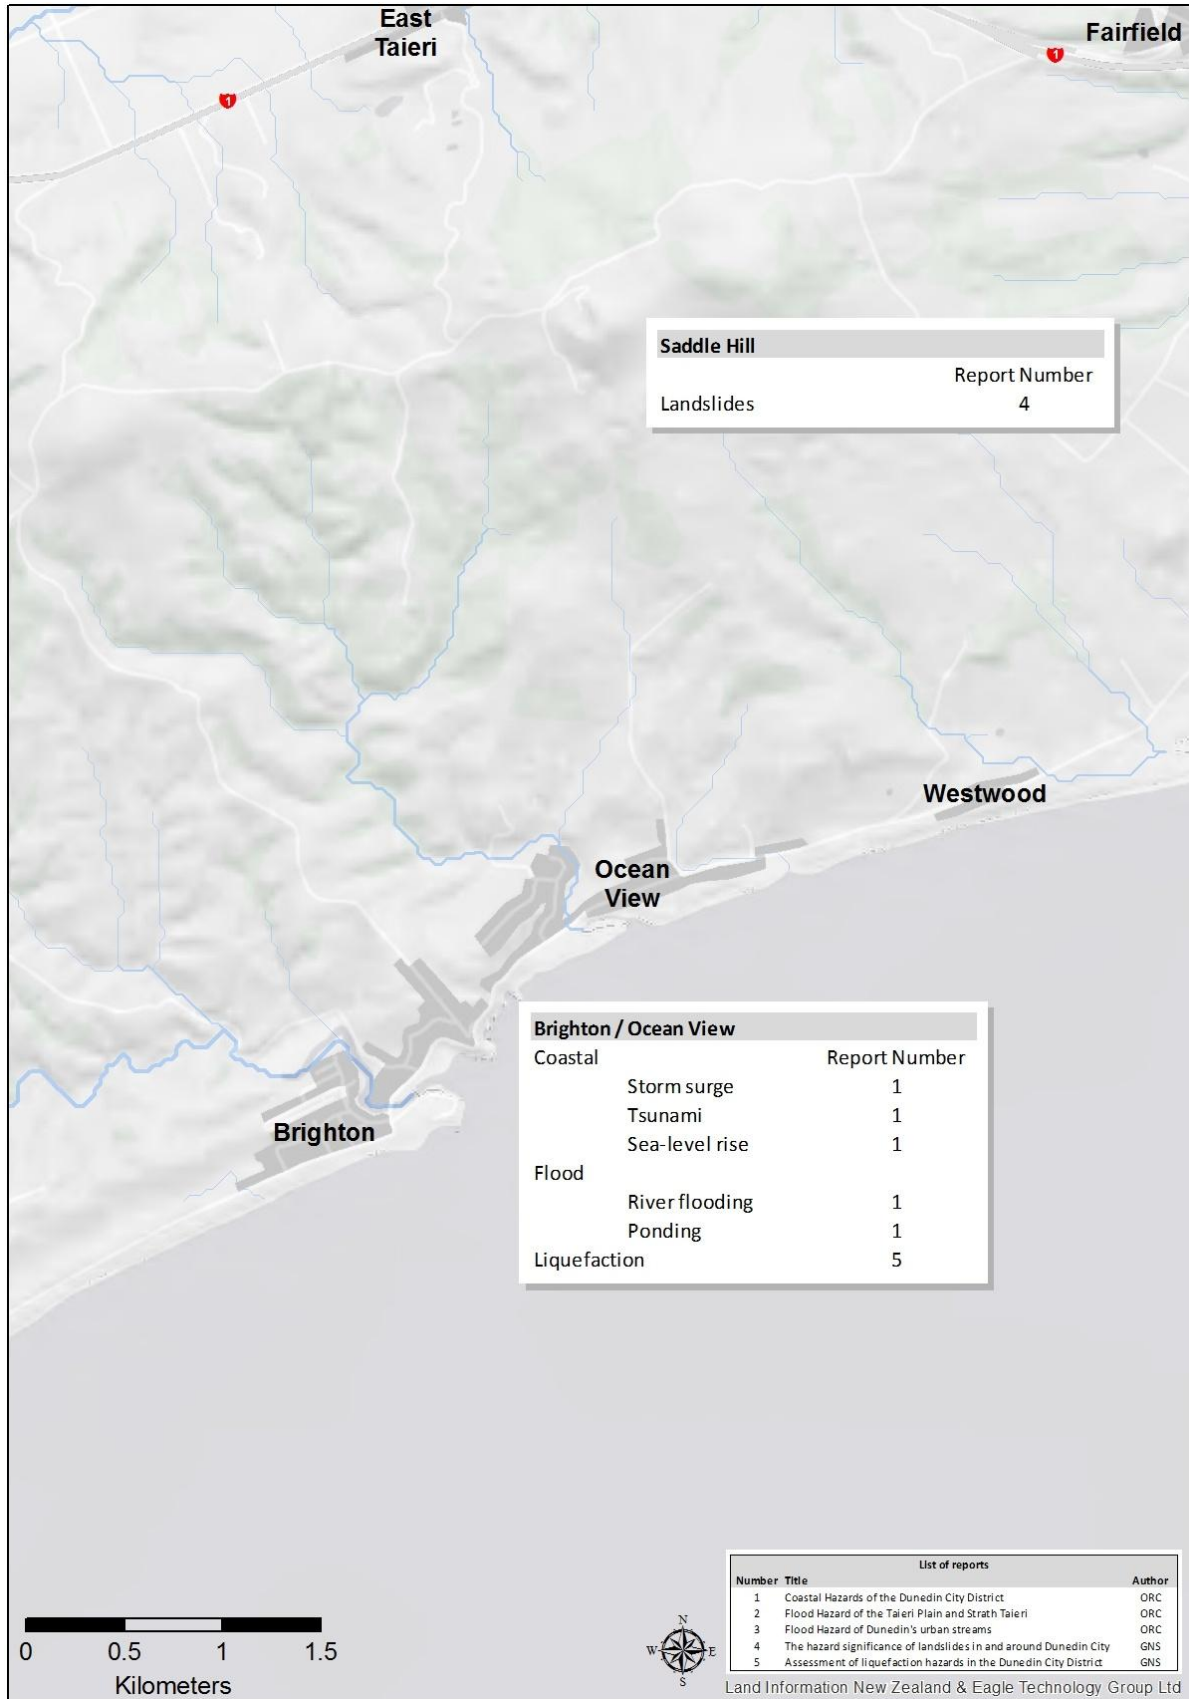 East
Taieri
Fairfield
1
1
Saddle Hill
Report Number
Landslides 4
Westwood
Ocean
View
Brighton / Ocean View
Coastal Report Number
Storm surge 1
Tsunami 1
Sea-level rise 1
Flood
River flooding 1
Ponding 1
Liquefaction 5
Brighton
List of reports
Number Title Author
1 Coastal Hazards of the Dunedin City District ORC
2 Flood Hazard of the Taieri Plain and Strath Taieri ORC
3 Flood Hazard of Dunedin's urban streams ORC
4 The hazard significance of landslides in and around Dunedin City GNS
5 Assessment of liquefaction hazards in the Dunedin City District GNS
0 0.5 1 1.5
Kilometers
N
W E
S
Land Information New Zealand & Eagle Technology Group Ltd